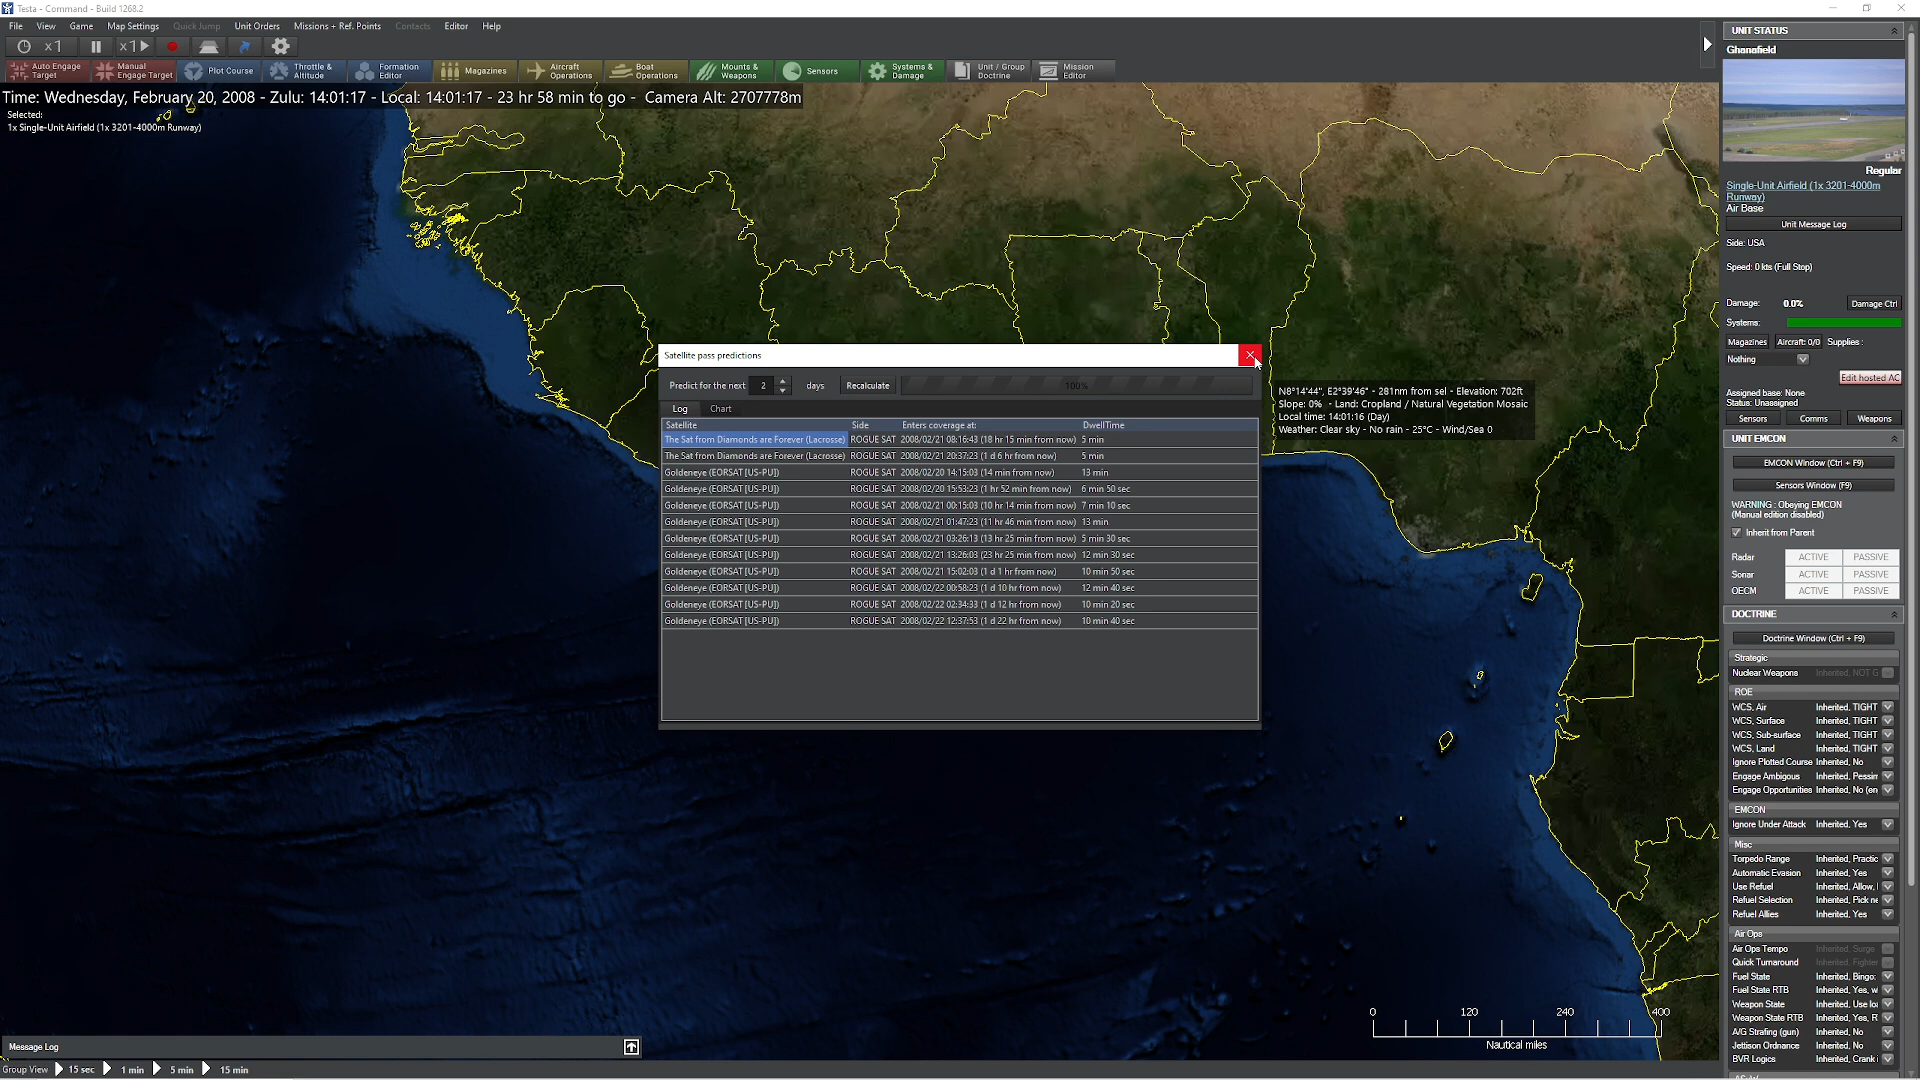 Testa - Command - Build 1268.2
File View Game Map Settings Quick Jump Unit Orders Missions + Ref. Points Contacts Editor Help
x1 x1
Auto Engage Target
Manual Engage Target
Plot Course
Throttle & Altitude
Formation Editor
Magazines
Aircraft Operations
Boat Operations
Mounts & Weapons
Sensors
Systems & Damage
Unit / Group Doctrine
Mission Editor
Time: Wednesday, February 20, 2008 - Zulu: 14:01:17 - Local: 14:01:17 - 23 hr 58 min to go - Camera Alt: 2707778m
Selected:
1x Single-Unit Airfield (1x 3201-4000m Runway)
Satellite pass predictions
Predict for the next 2 days Recalculate 100%
Log Chart
Satellite Side Enters coverage at: DwellTime
The Sat from Diamonds are Forever (Lacrosse) ROGUE SAT 2008/02/21 08:16:43 (18 hr 15 min from now) 5 min
The Sat from Diamonds are Forever (Lacrosse) ROGUE SAT 2008/02/21 20:37:23 (1 d 6 hr from now) 5 min
Goldeneye (EORSAT [US-PU]) ROGUE SAT 2008/02/20 14:15:03 (14 min from now) 13 min
Goldeneye (EORSAT [US-PU]) ROGUE SAT 2008/02/20 15:53:23 (1 hr 52 min from now) 6 min 50 sec
Goldeneye (EORSAT [US-PU]) ROGUE SAT 2008/02/21 00:15:03 (10 hr 14 min from now) 7 min 10 sec
Goldeneye (EORSAT [US-PU]) ROGUE SAT 2008/02/21 01:47:23 (11 hr 46 min from now) 13 min
Goldeneye (EORSAT [US-PU]) ROGUE SAT 2008/02/21 03:26:13 (13 hr 25 min from now) 5 min 30 sec
Goldeneye (EORSAT [US-PU]) ROGUE SAT 2008/02/21 13:26:03 (23 hr 25 min from now) 12 min 30 sec
Goldeneye (EORSAT [US-PU]) ROGUE SAT 2008/02/21 15:02:03 (1 d 1 hr from now) 10 min 50 sec
Goldeneye (EORSAT [US-PU]) ROGUE SAT 2008/02/22 00:58:23 (1 d 10 hr from now) 12 min 40 sec
Goldeneye (EORSAT [US-PU]) ROGUE SAT 2008/02/22 02:34:33 (1 d 12 hr from now) 10 min 20 sec
Goldeneye (EORSAT [US-PU]) ROGUE SAT 2008/02/22 12:37:53 (1 d 22 hr from now) 10 min 40 sec
N8°14'44", E2°39'46" - 281nm from sel - Elevation: 702ft
Slope: 0% - Land: Cropland / Natural Vegetation Mosaic
Local time: 14:01:16 (Day)
Weather: Clear sky - No rain - 25°C - Wind/Sea 0
0 120 240 400
Nautical miles
Message Log
Group View 15 sec 1 min 5 min 15 min
UNIT STATUS
Ghanafield
Regular
Single-Unit Airfield (1x 3201-4000m
Runway)
Air Base
Unit Message Log
Side: USA
Speed: 0 kts (Full Stop)
Damage: 0.0% Damage Ctrl
Systems:
Magazines Aircraft: 0/0 Supplies :
Nothing
Edit hosted AC
Assigned base: None
Status: Unassigned
Sensors Comms Weapons
UNIT EMCON
EMCON Window (Ctrl + F9)
Sensors Window (F9)
WARNING : Obeying EMCON
(Manual edition disabled)
Inherit from Parent
Radar ACTIVE PASSIVE
Sonar ACTIVE PASSIVE
OECM ACTIVE PASSIVE
DOCTRINE
Doctrine Window (Ctrl + F9)
Strategic
Nuclear Weapons Inherited, NOT G
ROE
WCS, Air Inherited, TIGHT
WCS, Surface Inherited, TIGHT
WCS, Sub-surface Inherited, TIGHT
WCS, Land Inherited, TIGHT
Ignore Plotted Course Inherited, No
Engage Ambiguous Inherited, Pessim
Engage Opportunities Inherited, No (en
EMCON
Ignore Under Attack Inherited, Yes
Misc
Torpedo Range Inherited, Practic
Automatic Evasion Inherited, Yes
Use Refuel Inherited, Allow, I
Refuel Selection Inherited, Pick ne
Refuel Allies Inherited, Yes
Air Ops
Air Ops Tempo Inherited, Surge
Quick Turnaround Inherited, Fighter
Fuel State Inherited, Bingo:
Fuel State RTB Inherited, Yes, w
Weapon State Inherited, Use loa
Weapon State RTB Inherited, Yes, R
A/G Strafing (gun) Inherited, No
Jettison Ordnance Inherited, No
BVR Logics Inherited, Crank i